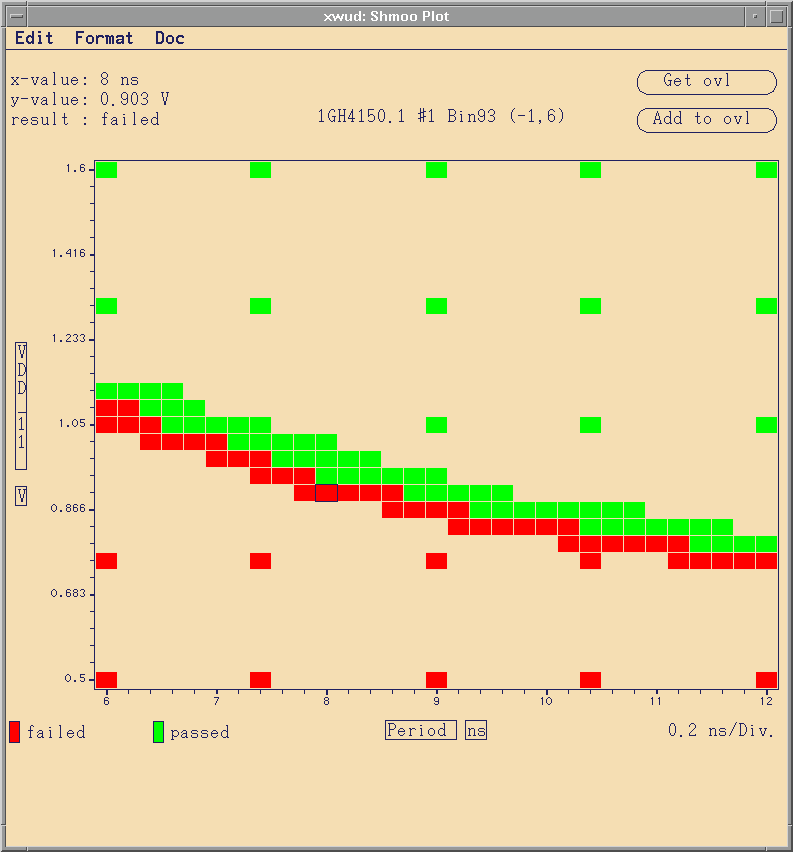 xwud: Shmoo Plot
Edit Format Doc
x-value: 8 ns
y-value: 0.903 V
result : failed
1GH4150.1 #1 Bin93 (-1,6)
Get ovl
Add to ovl
1.6
1.416
1.233
1.05
0.866
0.683
0.5
VDD_11
V
6 7 8 9 10 11 12
failed
passed
Period ns
0.2 ns/Div.